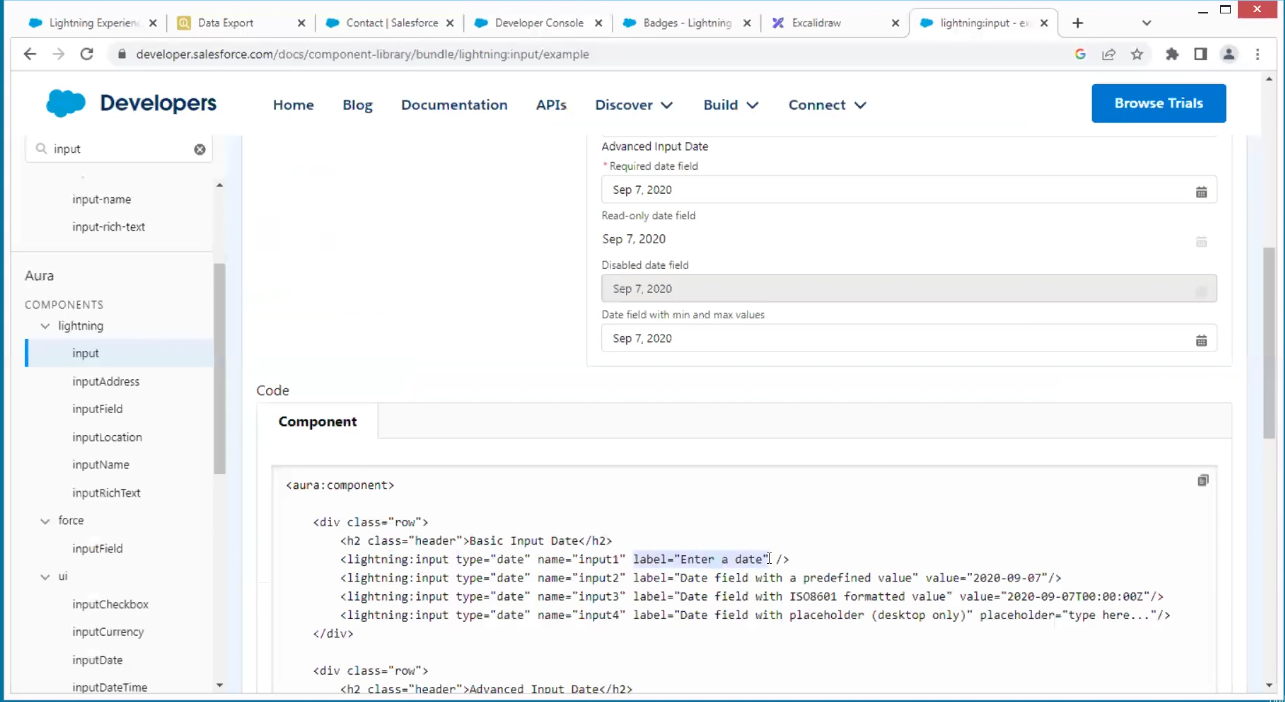 Lightning Experien
Data Export
Contact | Salesforce
Developer Console
Badges - Lightning
Excalidraw
lightning:input - ex
developer.salesforce.com/docs/component-library/bundle/lightning:input/example
Developers
Home
Blog
Documentation
APIs
Discover
Build
Connect
Browse Trials
input
input-name
input-rich-text
Aura
COMPONENTS
lightning
input
inputAddress
inputField
inputLocation
inputName
inputRichText
force
inputField
ui
inputCheckbox
inputCurrency
inputDate
inputDateTime
Advanced Input Date
* Required date field
Sep 7, 2020
Read-only date field
Sep 7, 2020
Disabled date field
Sep 7, 2020
Date field with min and max values
Sep 7, 2020
Code
Component
<aura:component>
<div class="row">
<h2 class="header">Basic Input Date</h2>
<lightning:input type="date" name="input1" label="Enter a date" />
<lightning:input type="date" name="input2" label="Date field with a predefined value" value="2020-09-07"/>
<lightning:input type="date" name="input3" label="Date field with ISO8601 formatted value" value="2020-09-07T00:00:00Z"/>
<lightning:input type="date" name="input4" label="Date field with placeholder (desktop only)" placeholder="type here..."/>
</div>
<div class="row">
<h2 class="header">Advanced Input Date</h2>